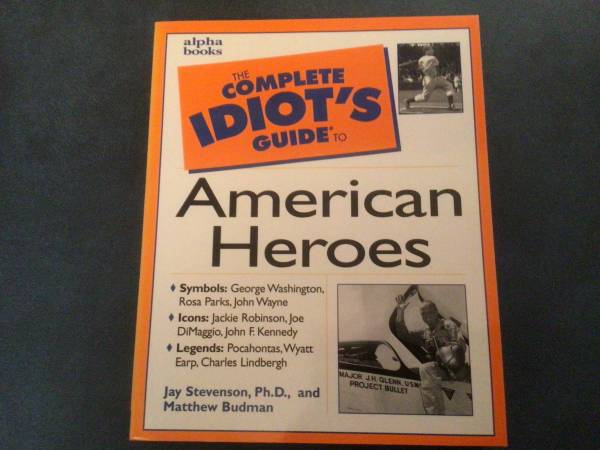 alpha
books
THE
COMPLETE
IDIOT'S
GUIDE® TO
American
Heroes
♦ Symbols: George Washington,
Rosa Parks, John Wayne
♦ Icons: Jackie Robinson, Joe
DiMaggio, John F. Kennedy
♦ Legends: Pocahontas, Wyatt
Earp, Charles Lindbergh
MAJOR J.H. GLENN, USM
PROJECT BULLET
Jay Stevenson, Ph.D., and
Matthew Budman